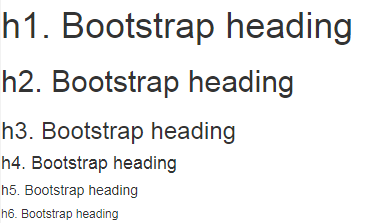 h1. Bootstrap heading
h2. Bootstrap heading
h3. Bootstrap heading
h4. Bootstrap heading
h5. Bootstrap heading
h6. Bootstrap heading